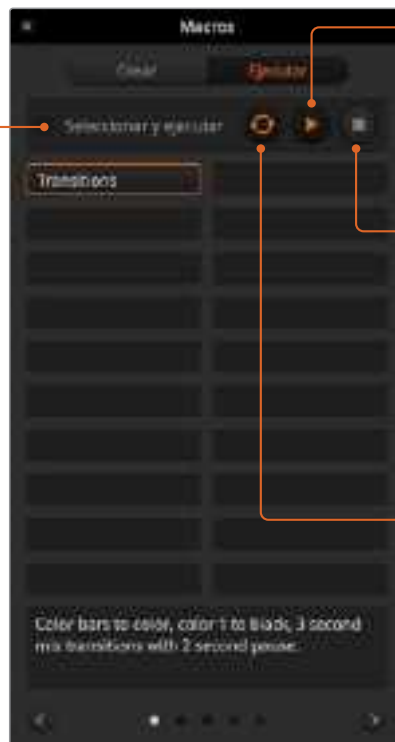 Macros
Crear
Ejecutar
Seleccionar y ejecutar
Transitions
Color bars to color, color 1 to black, 3 second
mix transitions with 2 second pause.